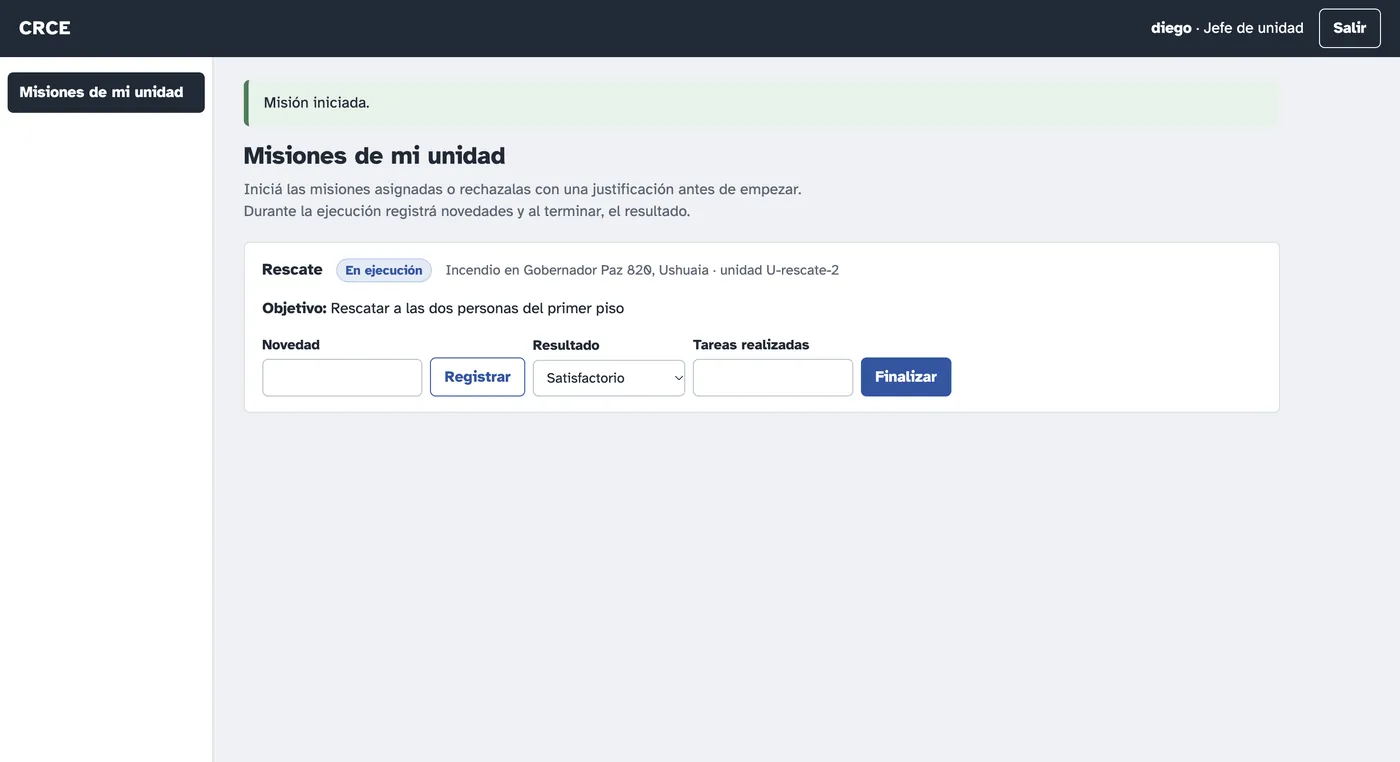 CRCE
diego · Jefe de unidad
Salir
Misiones de mi unidad
Misión iniciada.
Misiones de mi unidad
Iniciá las misiones asignadas o rechazalas con una justificación antes de empezar.
Durante la ejecución registrá novedades y al terminar, el resultado.
Rescate
En ejecución
Incendio en Gobernador Paz 820, Ushuaia · unidad U-rescate-2
Objetivo: Rescatar a las dos personas del primer piso
Novedad
Registrar
Resultado
Satisfactorio
Tareas realizadas
Finalizar